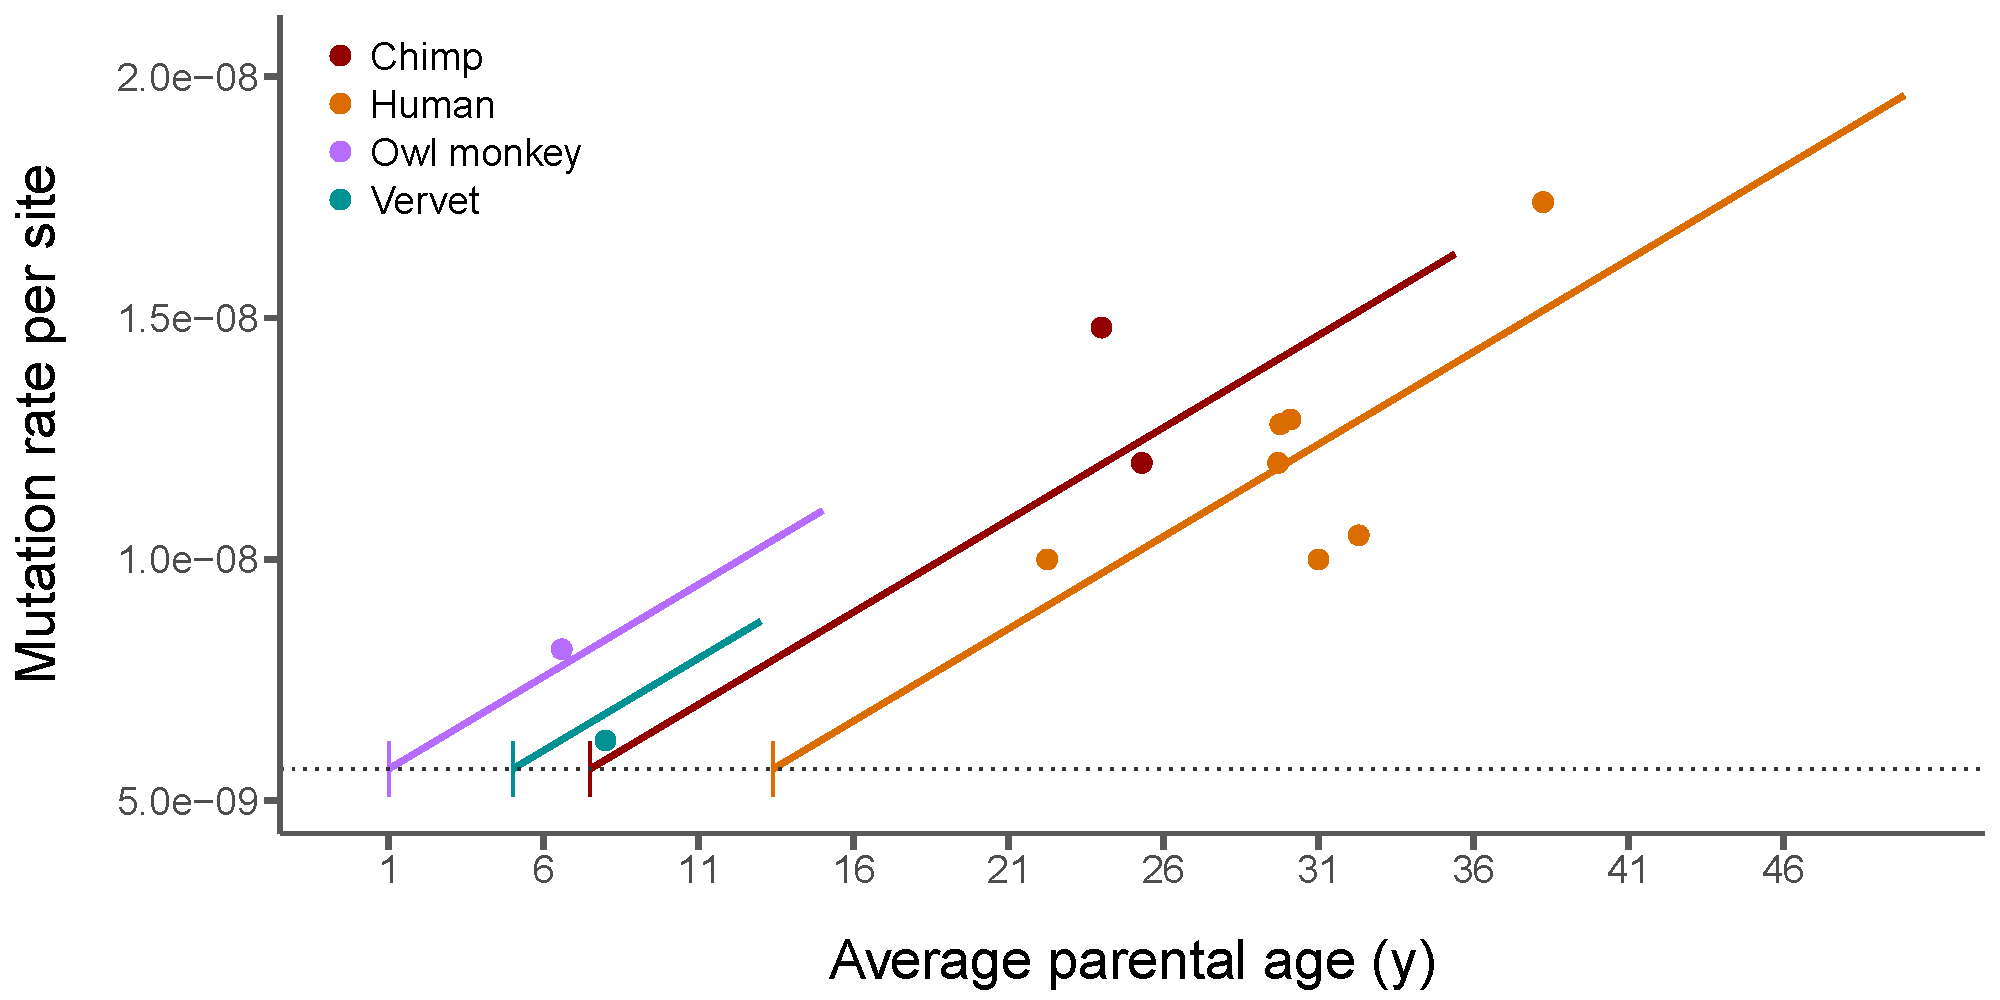 Chimp
Human
Owl monkey
Vervet
2.0e−08
1.5e−08
1.0e−08
5.0e−09
Mutation rate per site
1 6 11 16 21 26 31 36 41 46
Average parental age (y)